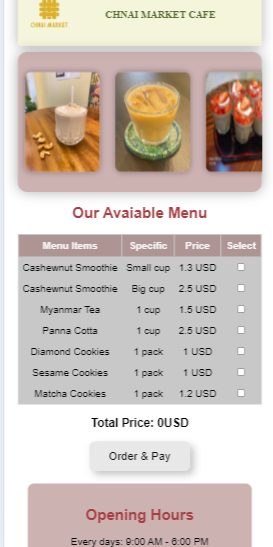 CHNAI MARKET
CHNAI MARKET CAFE
Our Avaiable Menu
Menu Items Specific Price Select
Cashewnut Smoothie Small cup 1.3 USD
Cashewnut Smoothie Big cup 2.5 USD
Myanmar Tea 1 cup 1.5 USD
Panna Cotta 1 cup 2.5 USD
Diamond Cookies 1 pack 1 USD
Sesame Cookies 1 pack 1 USD
Matcha Cookies 1 pack 1.2 USD
Total Price: 0USD
Order & Pay
Opening Hours
Every days: 9:00 AM - 6:00 PM